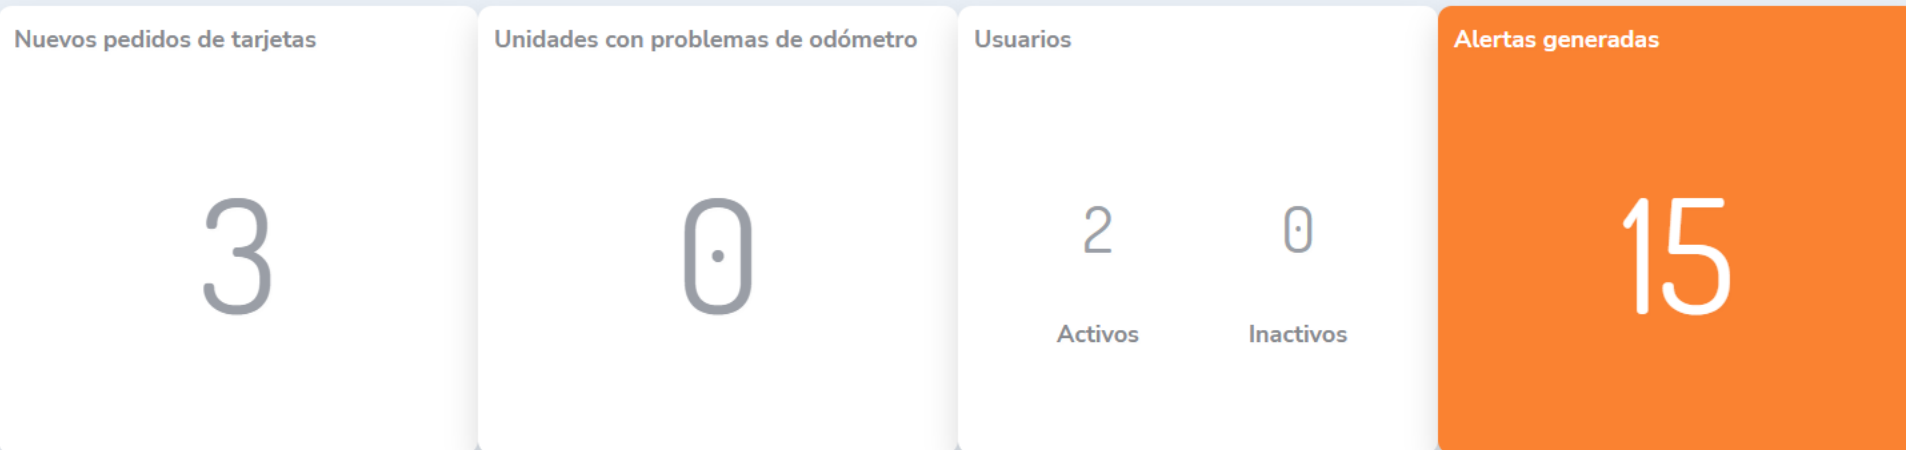 Nuevos pedidos de tarjetas
3
Unidades con problemas de odómetro
0
Usuarios
2
Activos
0
Inactivos
Alertas generadas
15